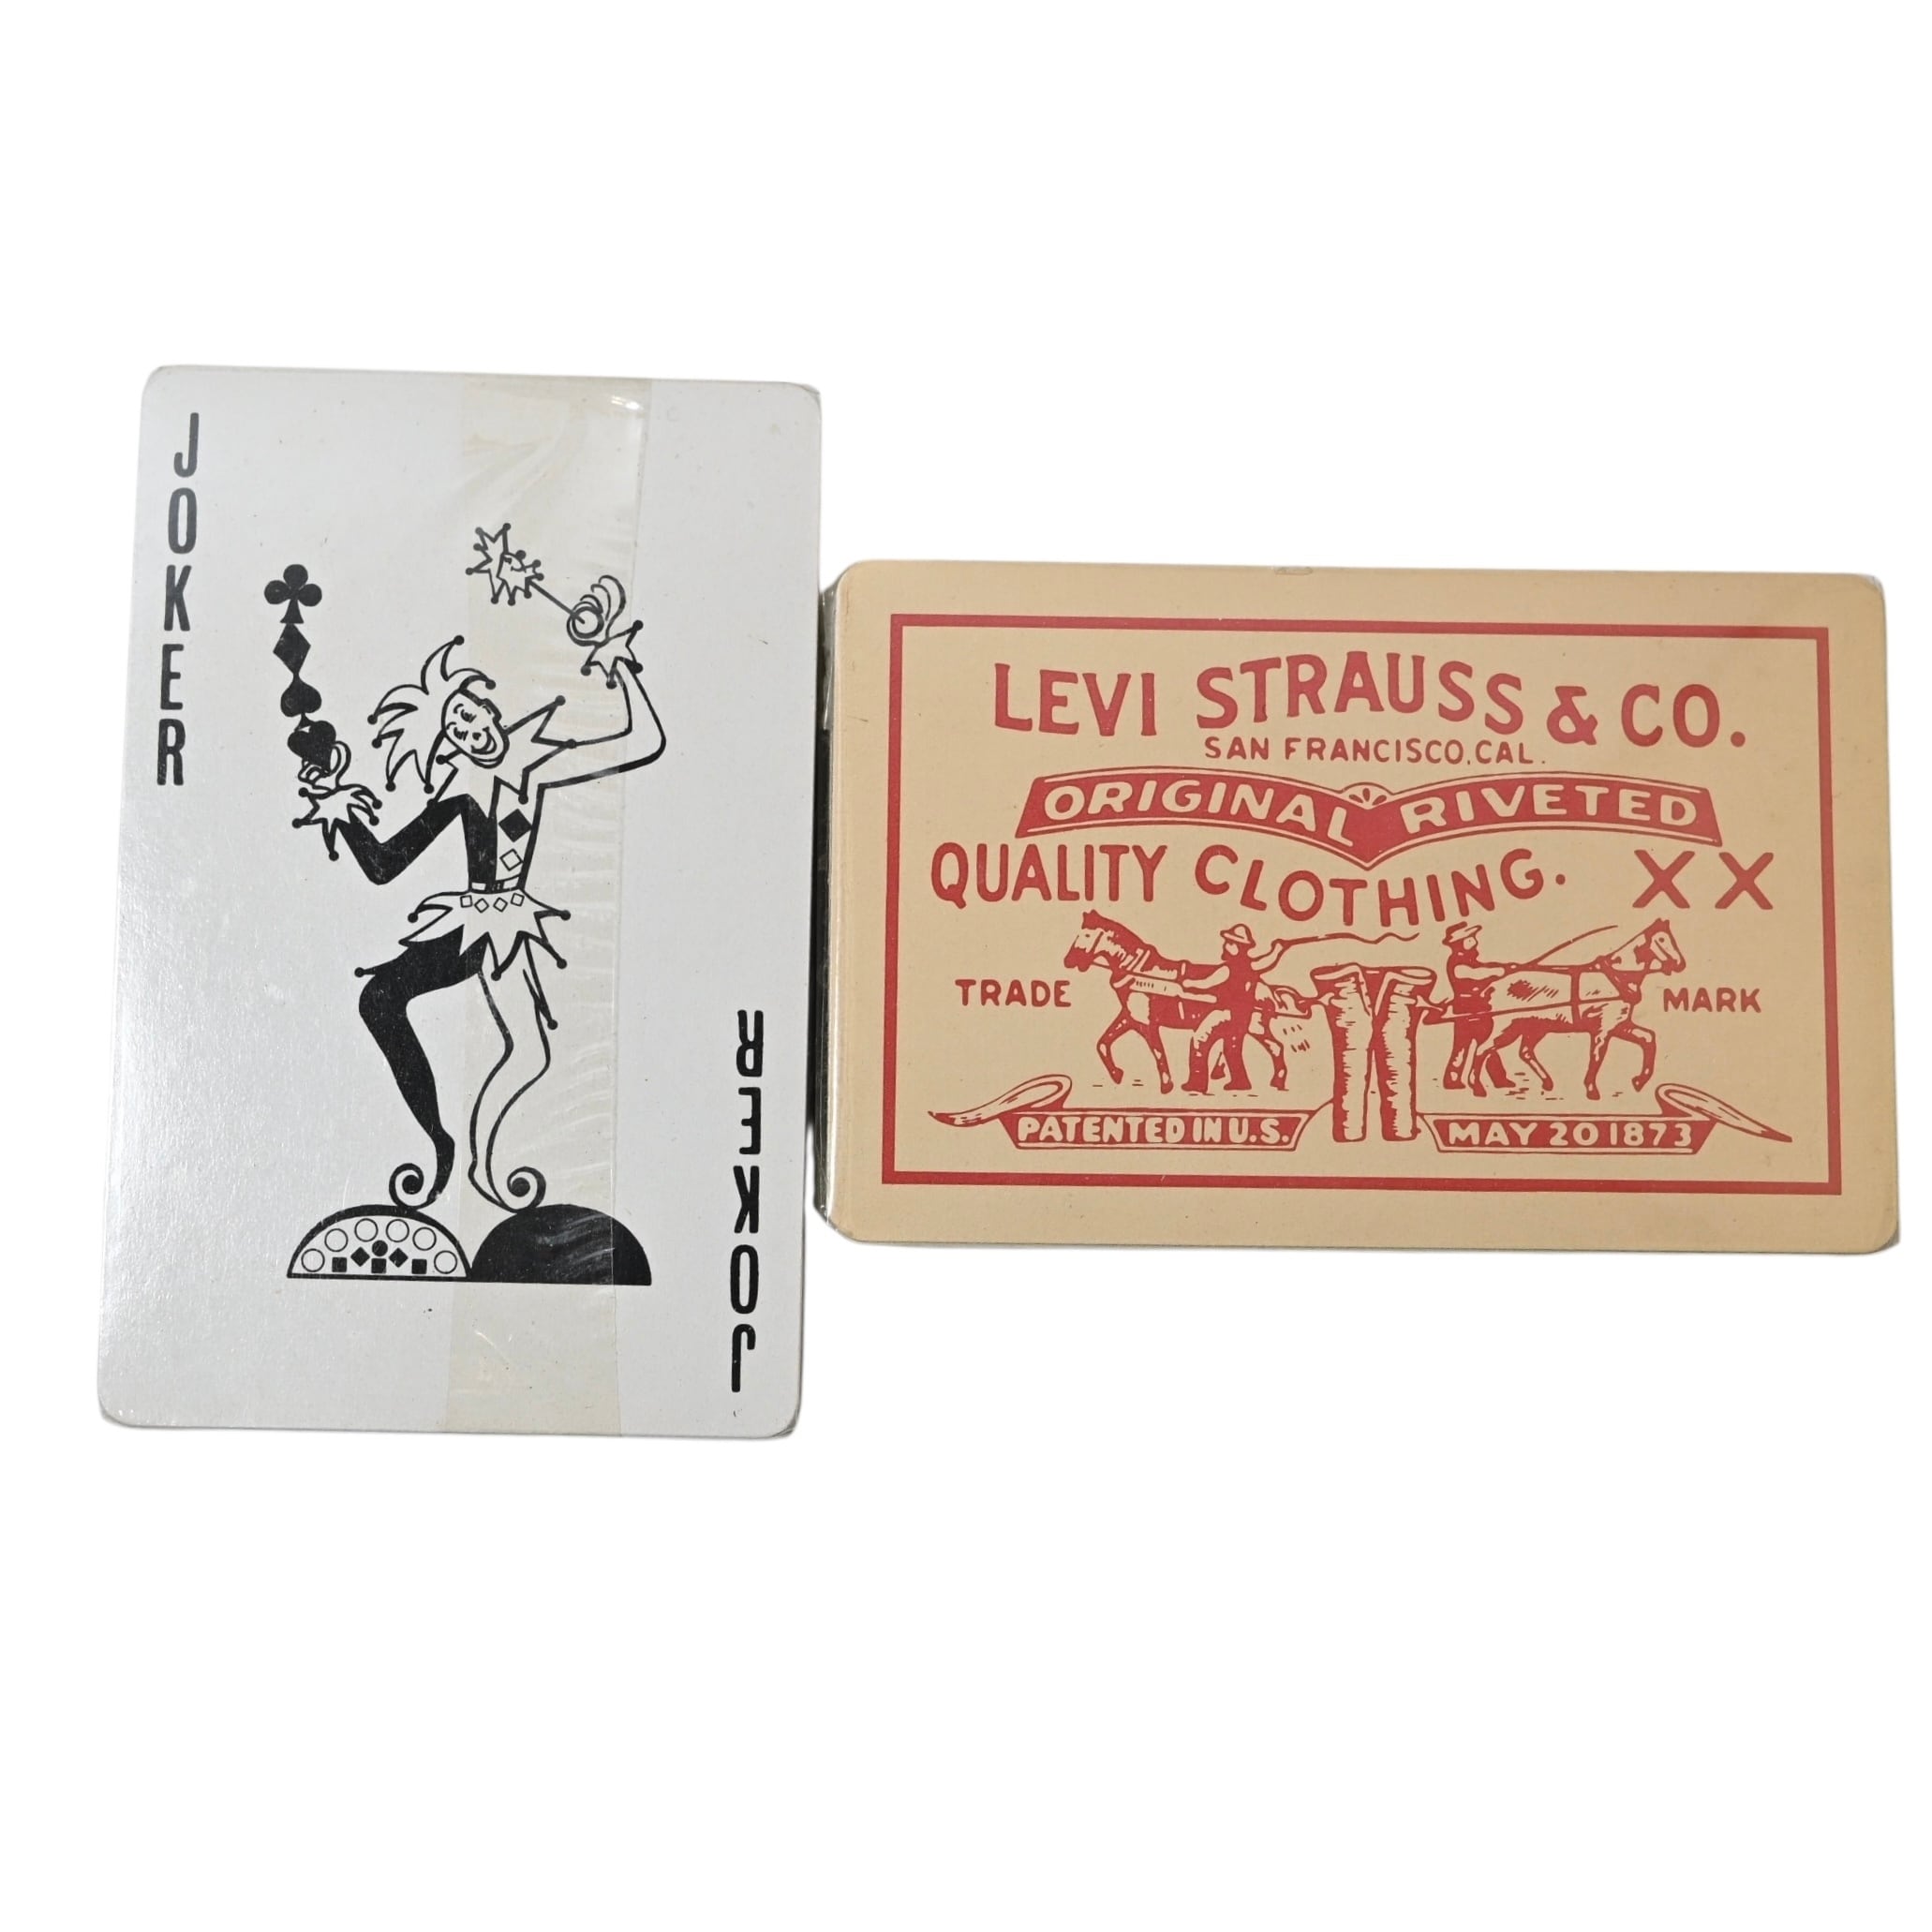 JOKER
JOKER
LEVI STRAUSS & CO.
SAN FRANCISCO, CAL.
ORIGINAL RIVETED
QUALITY CLOTHING. XX
TRADE MARK
PATENTED IN U.S. MAY 20 1873